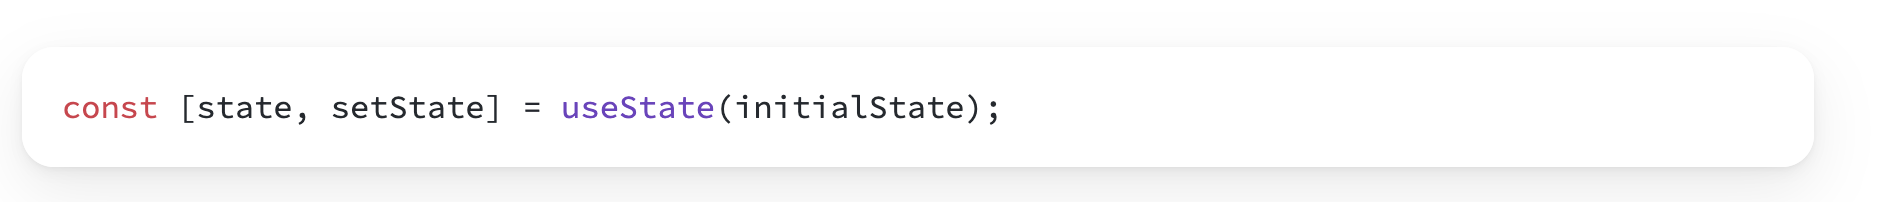 const [state, setState] = useState(initialState);